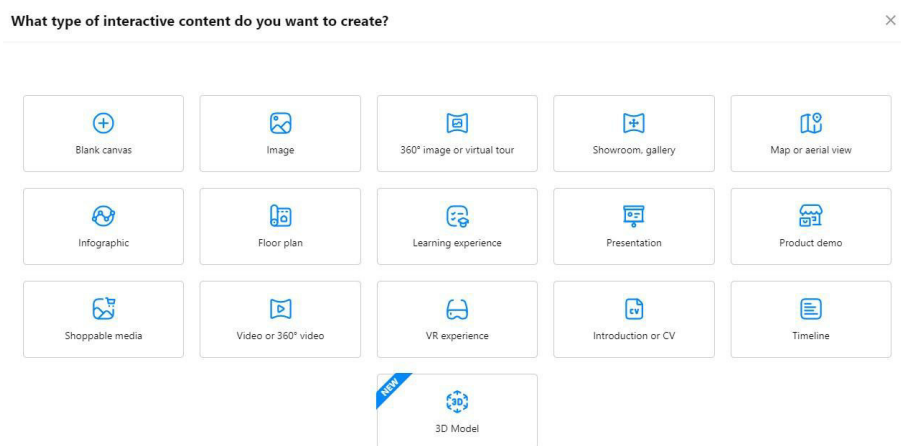 What type of interactive content do you want to create?
Blank canvas
Image
360° image or virtual tour
Showroom, gallery
Map or aerial view
Infographic
Floor plan
Learning experience
Presentation
Product demo
Shoppable media
Video or 360° video
CV
VR experience
Introduction or CV
Timeline
NEW
3D
3D Model